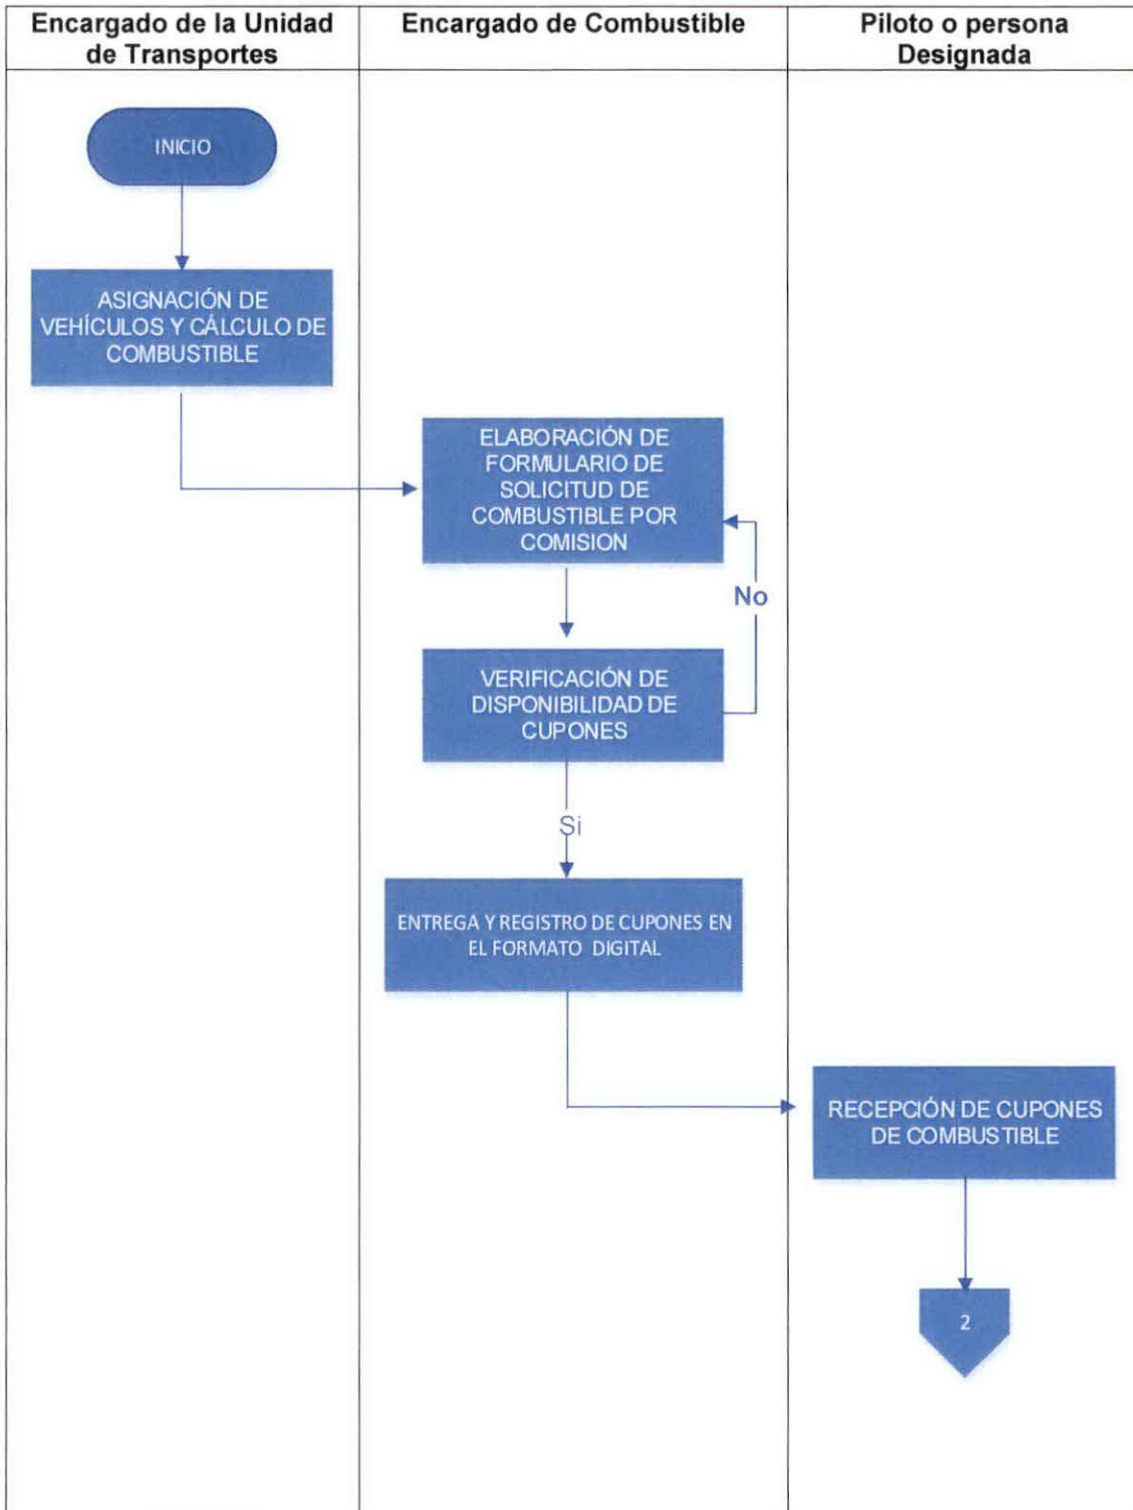 Encargado de la Unidad
de Transportes
Encargado de Combustible
Piloto o persona
Designada
INICIO
ASIGNACIÓN DE
VEHÍCULOS Y CÁLCULO DE
COMBUSTIBLE
ELABORACIÓN DE
FORMULARIO DE
SOLICITUD DE
COMBUSTIBLE POR
COMISION
No
VERIFICACIÓN DE
DISPONIBILIDAD DE
CUPONES
Si
ENTREGA Y REGISTRO DE CUPONES EN
EL FORMATO DIGITAL
RECEPCIÓN DE CUPONES
DE COMBUSTIBLE
2